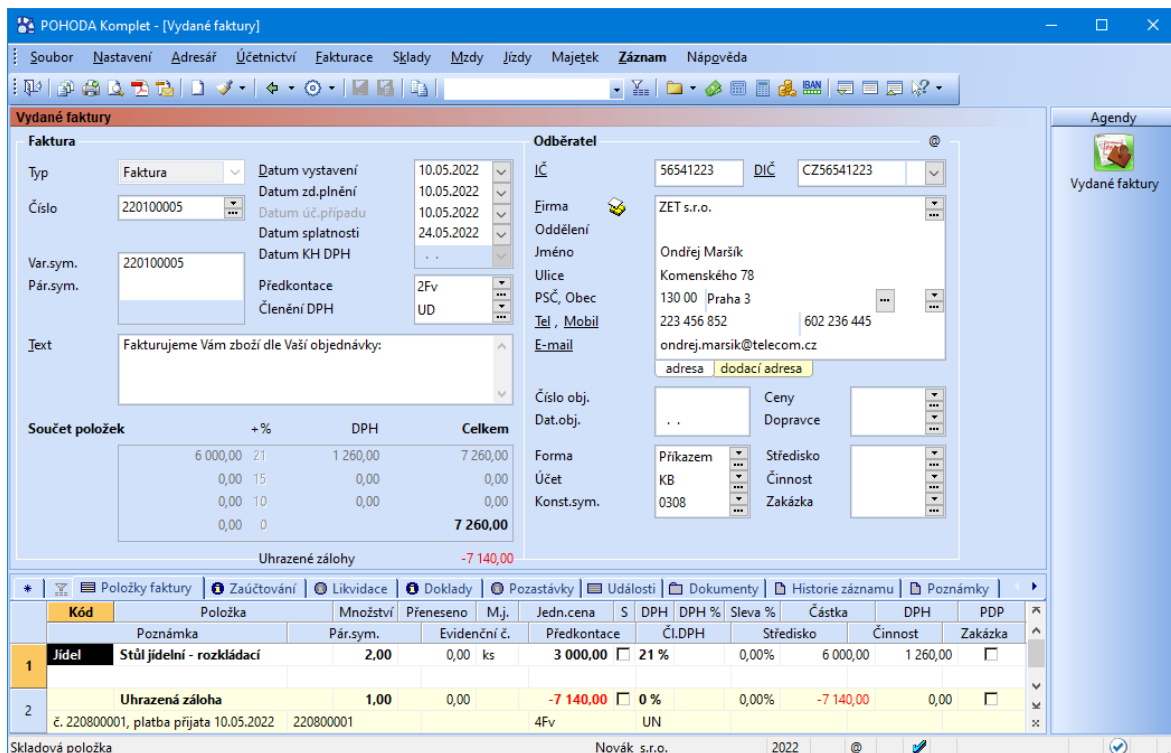 POHODA Komplet - [Vydané faktury]
Soubor Nastavení Adresář Účetnictví Fakturace Sklady Mzdy Jízdy Majetek Záznam Nápověda
IBAN
Vydané faktury
Agendy
Vydané faktury
Faktura
Typ Faktura
Číslo 220100005
Var.sym. 220100005
Pár.sym.
Datum vystavení 10.05.2022
Datum zd.plnění 10.05.2022
Datum úč.případu 10.05.2022
Datum splatnosti 24.05.2022
Datum KH DPH . .
Předkontace 2Fv
Členění DPH UD
Text Fakturujeme Vám zboží dle Vaší objednávky:
Součet položek +% DPH Celkem
6 000,00 21 1 260,00 7 260,00
0,00 15 0,00 0,00
0,00 10 0,00 0,00
0,00 0 7 260,00
Uhrazené zálohy -7 140,00
Odběratel @
IČ 56541223 DIČ CZ56541223
Firma ZET s.r.o.
Oddělení
Jméno Ondřej Maršík
Ulice Komenského 78
PSČ, Obec 130 00 Praha 3
Tel , Mobil 223 456 852 602 236 445
E-mail ondrej.marsik@telecom.cz
adresa dodací adresa
Číslo obj. Ceny
Dat.obj. . . Dopravce
Forma Příkazem Středisko
Účet KB Činnost
Konst.sym. 0308 Zakázka
* Položky faktury Zaúčtování Likvidace Doklady Pozastávky Události Dokumenty Historie záznamu Poznámky
Kód Položka Množství Přeneseno M.j. Jedn.cena S DPH DPH % Sleva % Částka DPH PDP
Poznámka Pár.sym. Evidenční č. Předkontace Čl.DPH Středisko Činnost Zakázka
1 Jídel Stůl jídelní - rozkládací 2,00 0,00 ks 3 000,00 21 % 0,00% 6 000,00 1 260,00
2 Uhrazená záloha 1,00 0,00 -7 140,00 0 % 0,00% -7 140,00 0,00
č. 220800001, platba přijata 10.05.2022 220800001 4Fv UN
Skladová položka Novák s.r.o. 2022 @